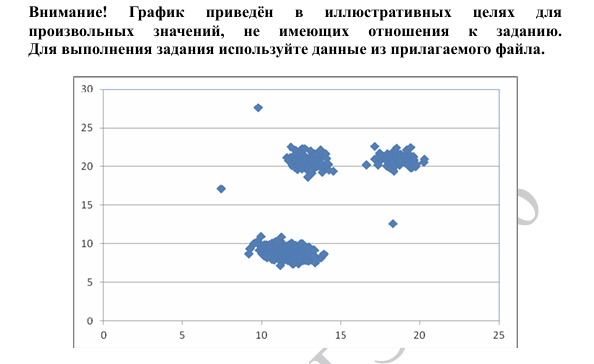 Внимание! График приведён в иллюстративных целях для
произвольных значений, не имеющих отношения к заданию.
Для выполнения задания используйте данные из прилагаемого файла.
30
25
20
15
10
5
0
0 5 10 15 20 25